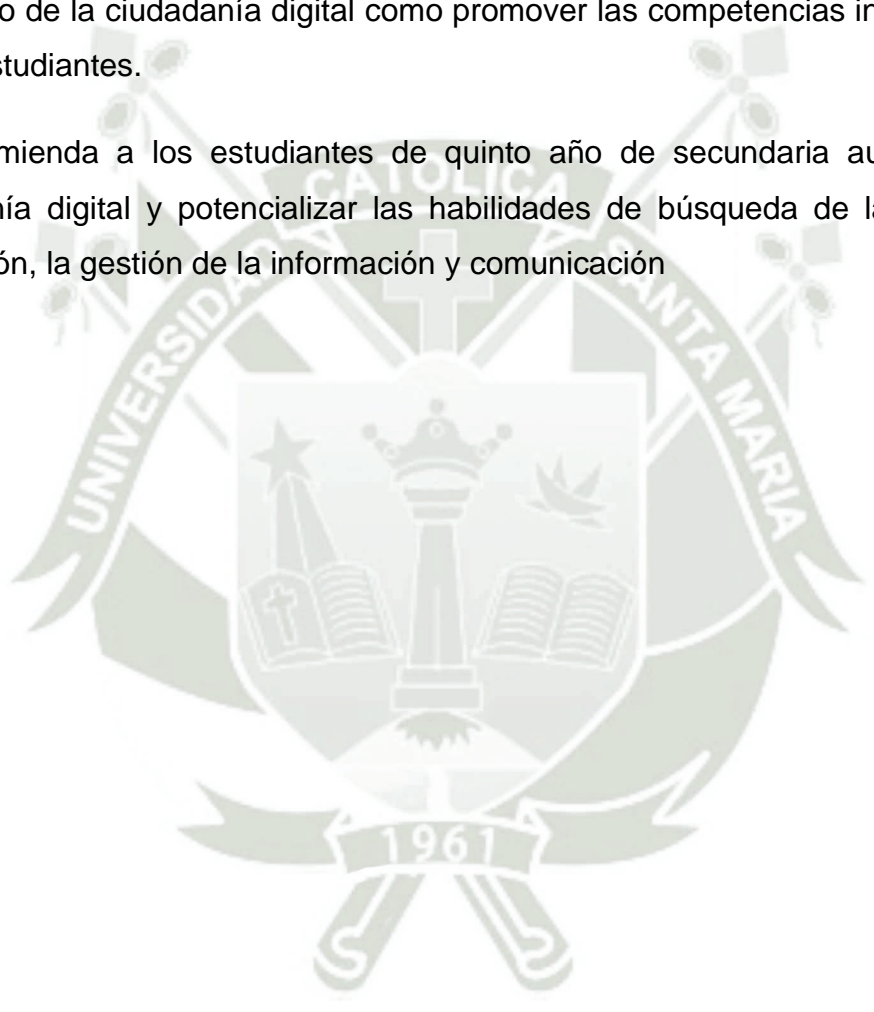 o de la ciudadanía digital como promover las competencias in
studiantes.
mienda a los estudiantes de quinto año de secundaria au
nía digital y potencializar las habilidades de búsqueda de la
ón, la gestión de la información y comunicación
UNIVERSIDAD CATOLICA SANTA MARIA
1961